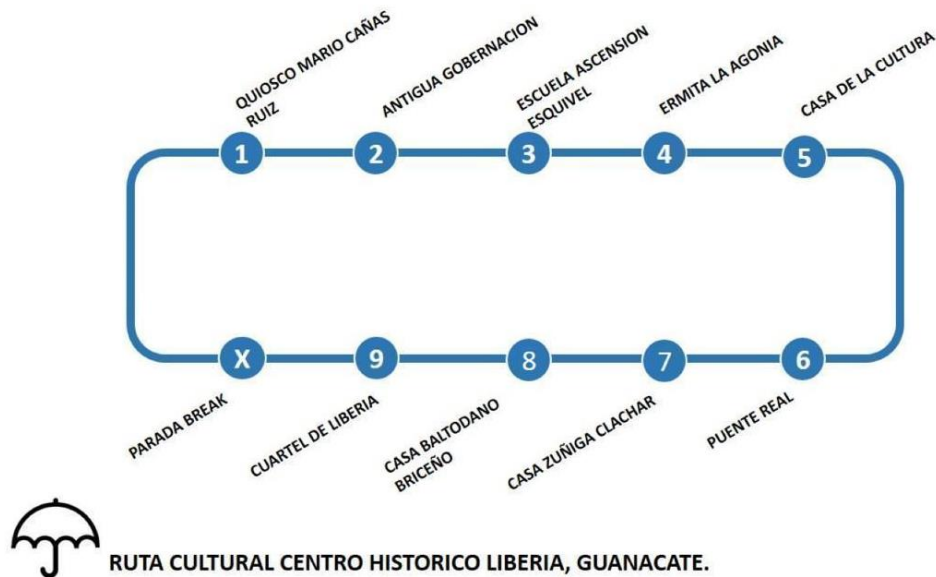 QUIOSCO MARIO CAÑAS
RUIZ
ANTIGUA GOBERNACION
ESCUELA ASCENSION
ESQUIVEL
ERMITA LA AGONIA
CASA DE LA CULTURA
1
2
3
4
5
X
9
8
7
6
PARADA BREAK
CUARTEL DE LIBERIA
CASA BALTODANO
BRICEÑO
CASA ZUÑIGA CLACHAR
PUENTE REAL
RUTA CULTURAL CENTRO HISTORICO LIBERIA, GUANACATE.